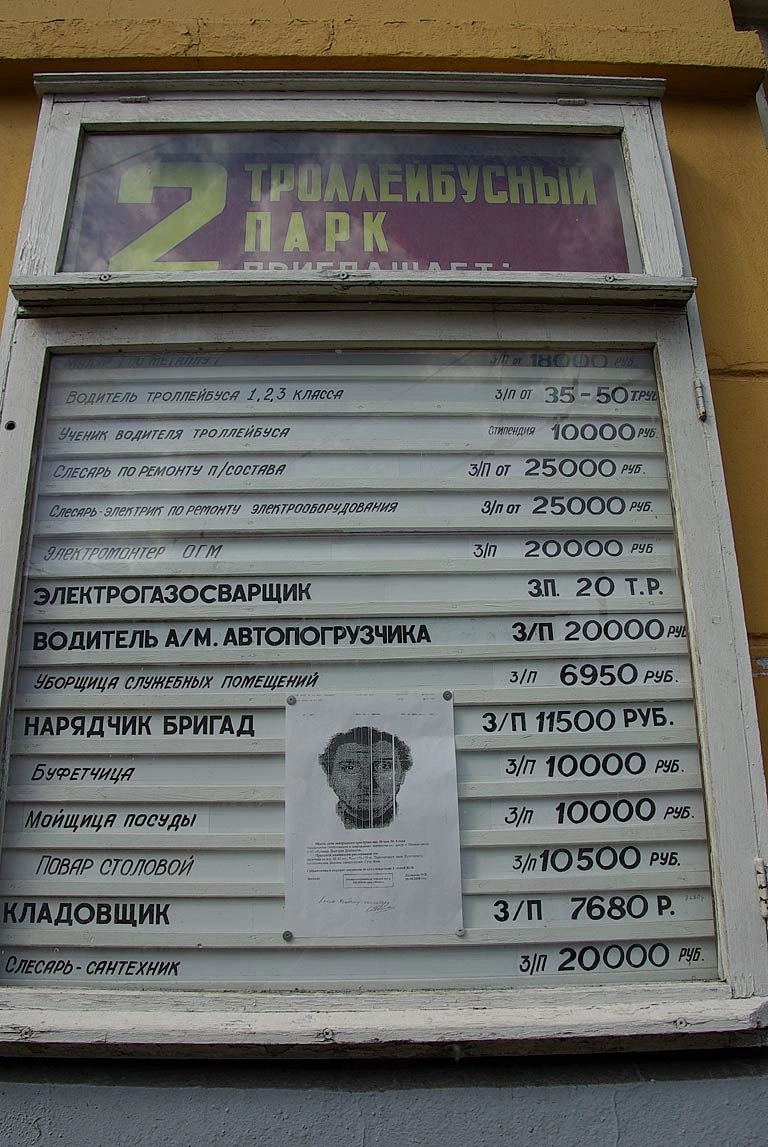 2 ТРОЛЛЕЙБУСНЫЙ
ПАРК
ПРИГЛАШАЕТ:
З/П от 18000 РУБ.
Водитель троллейбуса 1,2,3 класса З/П от 35-50 Т.РУБ
Ученик водителя троллейбуса Стипендия 10000 РУБ.
Слесарь по ремонту п/состава З/П от 25000 РУБ.
Слесарь-электрик по ремонту электрооборудования З/П от 25000 РУБ.
Электромонтер ОГМ З/П 20000 РУБ
ЭЛЕКТРОГАЗОСВАРЩИК З.П. 20 Т.Р.
ВОДИТЕЛЬ А/М. АВТОПОГРУЗЧИКА З/П 20000 РУБ
Уборщица служебных помещений З/П 6950 РУБ.
НАРЯДЧИК БРИГАД З/П 11500 РУБ.
Буфетчица З/П 10000 РУБ.
Мойщица посуды З/П 10000 РУБ.
Повар столовой З/П 10500 РУБ.
КЛАДОВЩИК З/П 7680 Р.
Слесарь-сантехник З/П 20000 РУБ.